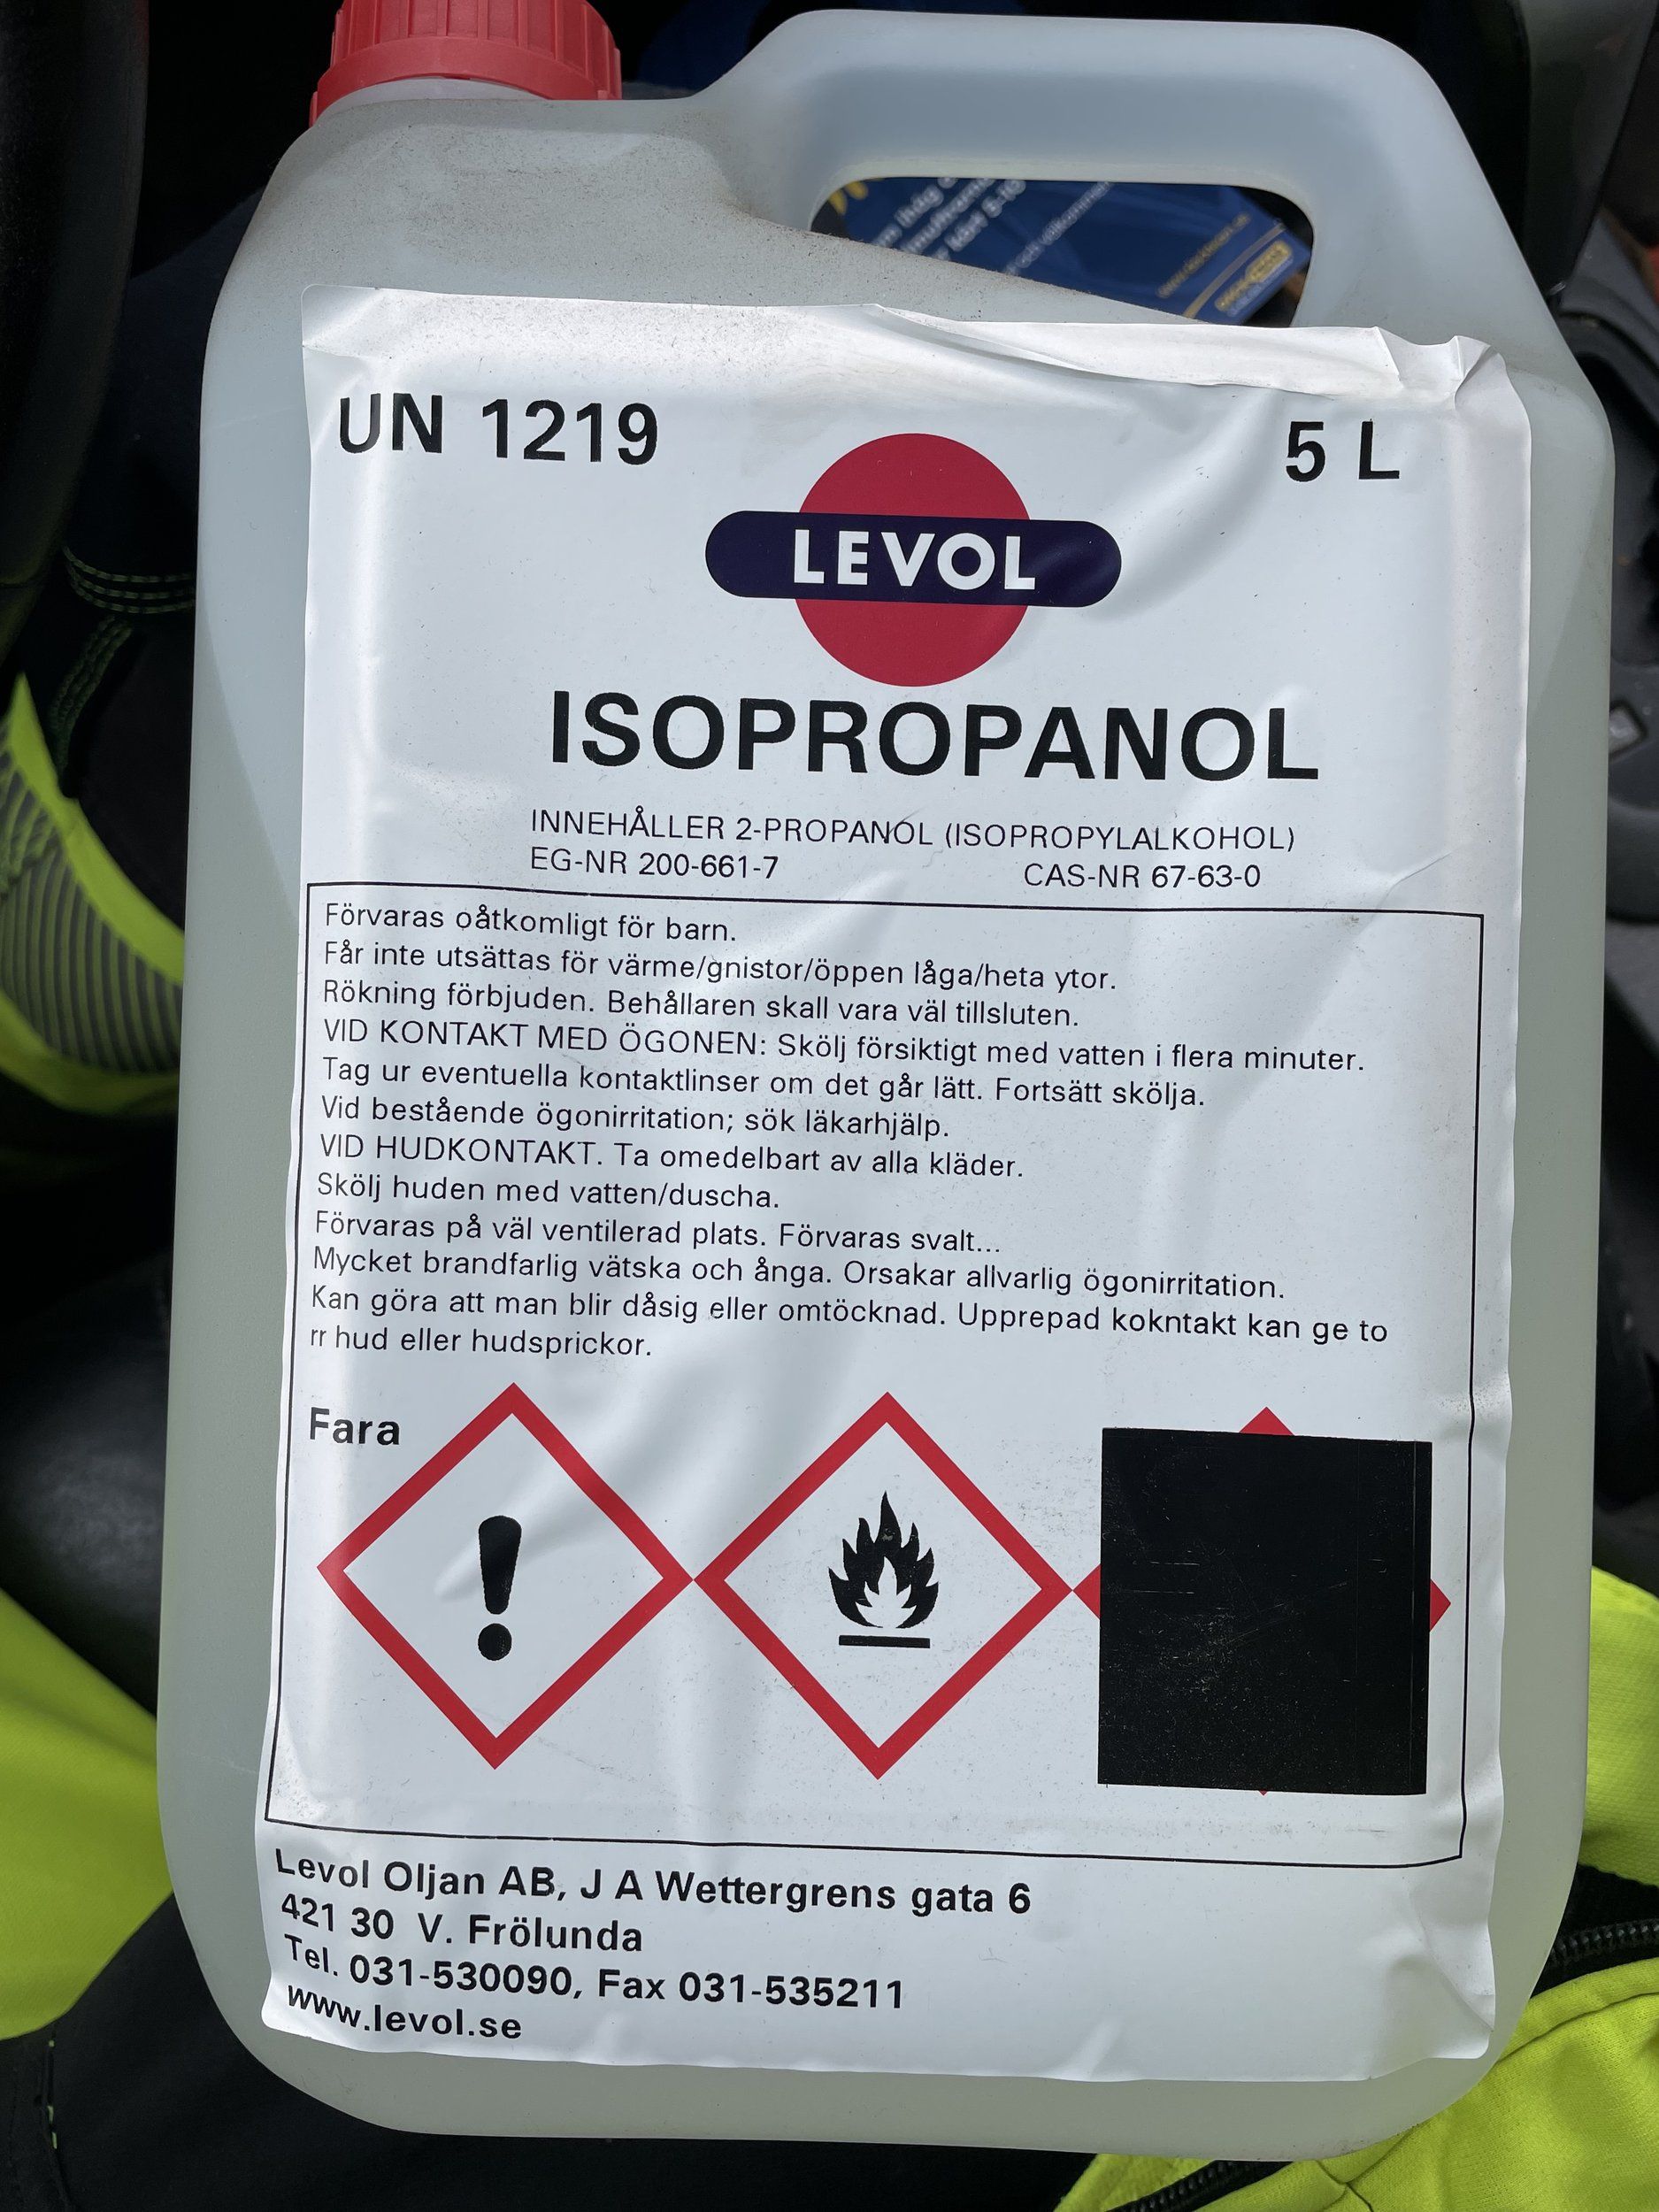 UN 1219
5 L
LEVOL
ISOPROPANOL
INNEHÅLLER 2-PROPANOL (ISOPROPYLALKOHOL)
EG-NR 200-661-7 CAS-NR 67-63-0
Förvaras oåtkomligt för barn.
Får inte utsättas för värme/gnistor/öppen låga/heta ytor.
Rökning förbjuden. Behållaren skall vara väl tillsluten.
VID KONTAKT MED ÖGONEN: Skölj försiktigt med vatten i flera minuter.
Tag ur eventuella kontaktlinser om det går lätt. Fortsätt skölja.
Vid bestående ögonirritation; sök läkarhjälp.
VID HUDKONTAKT. Ta omedelbart av alla kläder.
Skölj huden med vatten/duscha.
Förvaras på väl ventilerad plats. Förvaras svalt...
Mycket brandfarlig vätska och ånga. Orsakar allvarlig ögonirritation.
Kan göra att man blir dåsig eller omtöcknad. Upprepad kokntakt kan ge to
rr hud eller hudsprickor.
Fara
Levol Oljan AB, J A Wettergrens gata 6
421 30 V. Frölunda
Tel. 031-530090, Fax 031-535211
www.levol.se